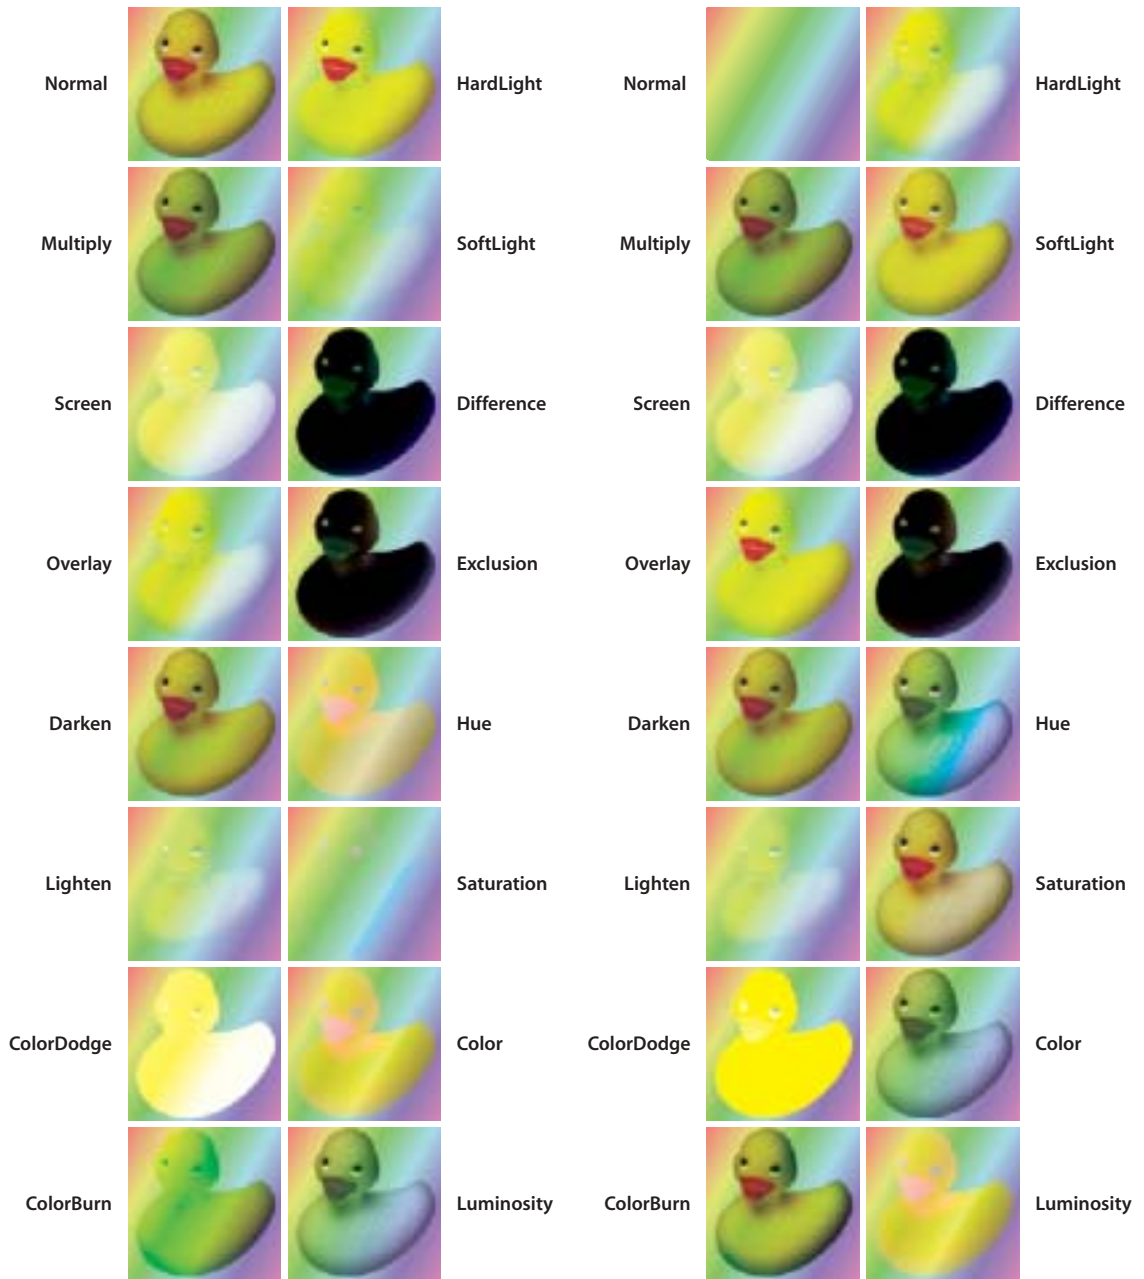 Normal
HardLight
Normal
HardLight
Multiply
SoftLight
Multiply
SoftLight
Screen
Difference
Screen
Difference
Overlay
Exclusion
Overlay
Exclusion
Darken
Hue
Darken
Hue
Lighten
Saturation
Lighten
Saturation
ColorDodge
Color
ColorDodge
Color
ColorBurn
Luminosity
ColorBurn
Luminosity